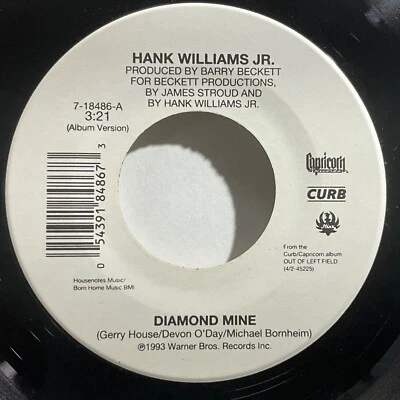 HANK WILLIAMS JR.
PRODUCED BY BARRY BECKETT
FOR BECKETT PRODUCTIONS,
BY JAMES STROUD AND
BY HANK WILLIAMS JR.
7-18486-A
3:21
(Album Version)
0 54391 84867 3
Capricorn
CURB
From the
Curb/Capricorn album
OUT OF LEFT FIELD
(4/2-45225)
Housenotes Music/
Born Home Music BMI
DIAMOND MINE
(Gerry House/Devon O'Day/Michael Bornheim)
℗1993 Warner Bros. Records Inc.